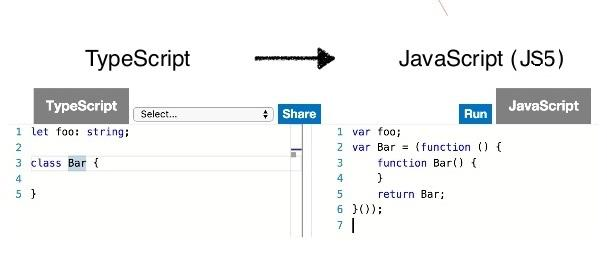 TypeScript
JavaScript (JS5)
TypeScript
Select...
Share
Run
JavaScript
1 let foo: string;
2
3 class Bar {
4
5 }
1 var foo;
2 var Bar = (function () {
3     function Bar() {
4     }
5     return Bar;
6 }());
7